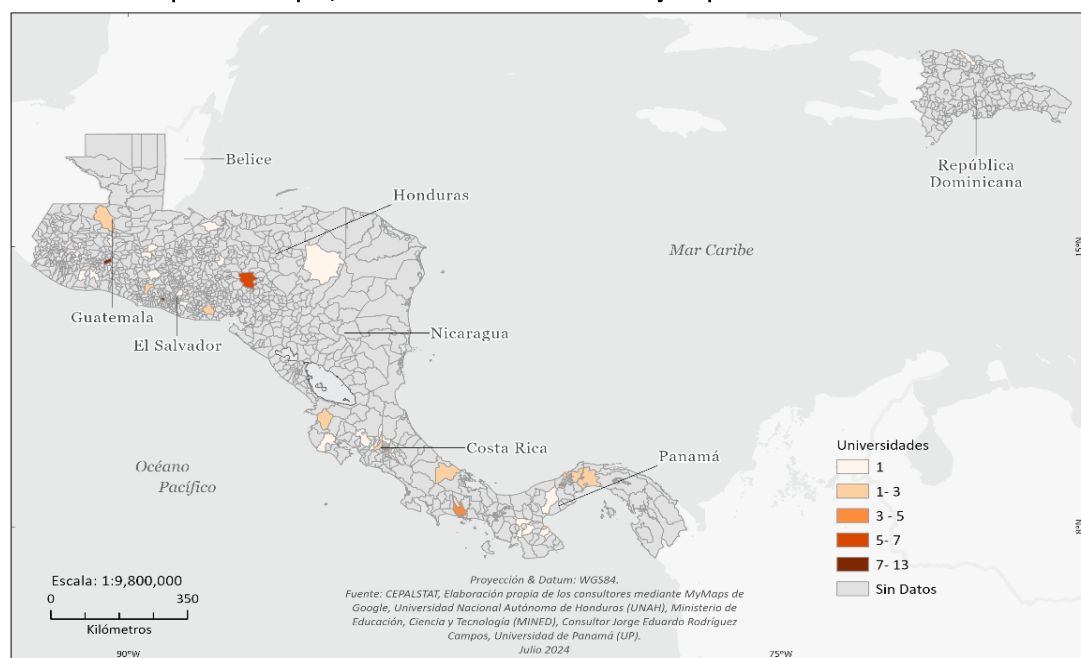 Belice
República
Dominicana
Honduras
Mar Caribe
15°N
Guatemala
Nicaragua
El Salvador
Costa Rica
Panamá
Océano
Pacífico
Universidades
1
1- 3
3 - 5
5- 7
7- 13
Sin Datos
8°N
Escala: 1:9,800,000
0 350
Kilómetros
Proyección & Datum: WGS84.
Fuente: CEPALSTAT, Elaboración propia de los consultores mediante MyMaps de
Google, Universidad Nacional Autónoma de Honduras (UNAH), Ministerio de
Educación, Ciencia y Tecnología (MINED), Consultor Jorge Eduardo Rodríguez
Campos, Universidad de Panamá (UP).
Julio 2024
90°W
75°W